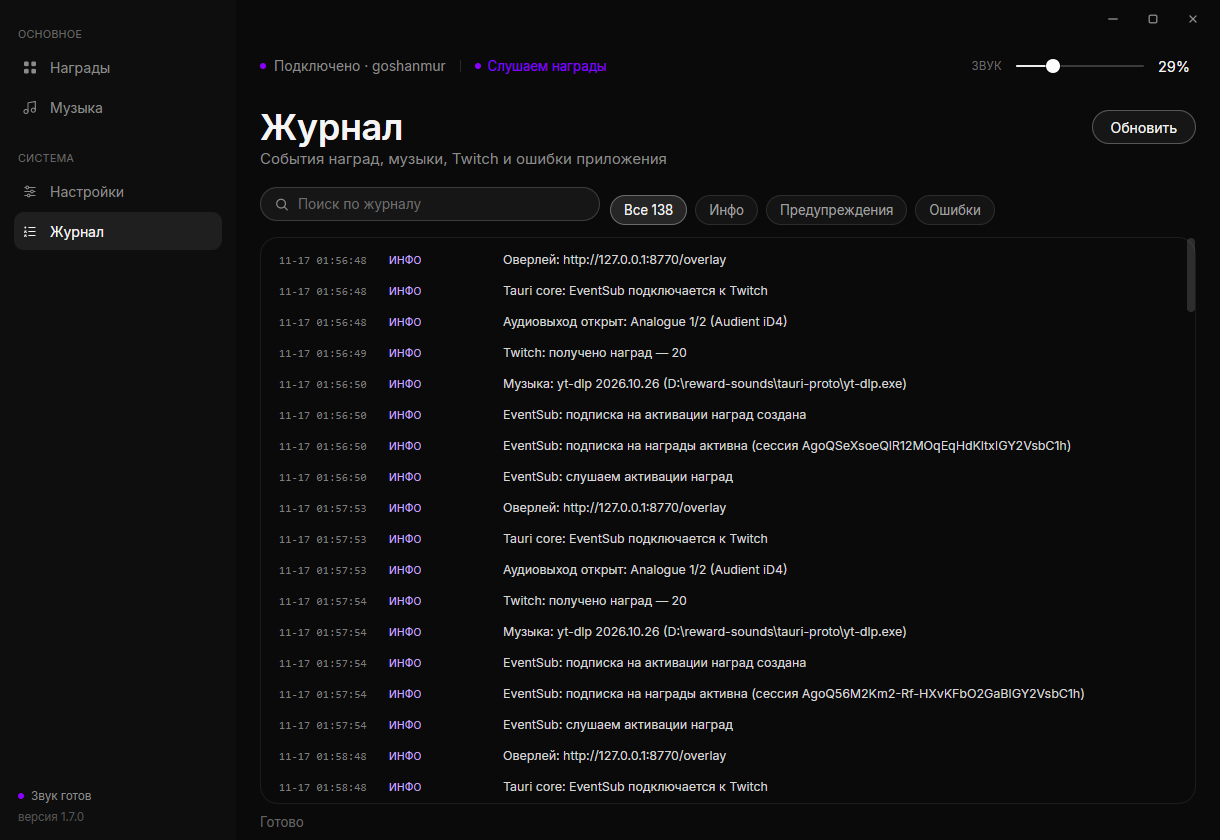 ОСНОВНОЕ
Награды
Музыка
СИСТЕМА
Настройки
Журнал
Звук готов
версия 1.7.0
Подключено · goshanmur
Слушаем награды
ЗВУК
29%
Журнал
События наград, музыки, Twitch и ошибки приложения
Обновить
Поиск по журналу
Все 138
Инфо
Предупреждения
Ошибки
11-17 01:56:48 ИНФО Оверлей: http://127.0.0.1:8770/overlay
11-17 01:56:48 ИНФО Tauri core: EventSub подключается к Twitch
11-17 01:56:48 ИНФО Аудиовыход открыт: Analogue 1/2 (Audient iD4)
11-17 01:56:49 ИНФО Twitch: получено наград — 20
11-17 01:56:50 ИНФО Музыка: yt-dlp 2026.10.26 (D:\reward-sounds\tauri-proto\yt-dlp.exe)
11-17 01:56:50 ИНФО EventSub: подписка на активации наград создана
11-17 01:56:50 ИНФО EventSub: подписка на награды активна (сессия AgoQSeXsoeQIR12MOqEqHdKItxIGY2VsbC1h)
11-17 01:56:50 ИНФО EventSub: слушаем активации наград
11-17 01:57:53 ИНФО Оверлей: http://127.0.0.1:8770/overlay
11-17 01:57:53 ИНФО Tauri core: EventSub подключается к Twitch
11-17 01:57:53 ИНФО Аудиовыход открыт: Analogue 1/2 (Audient iD4)
11-17 01:57:54 ИНФО Twitch: получено наград — 20
11-17 01:57:54 ИНФО Музыка: yt-dlp 2026.10.26 (D:\reward-sounds\tauri-proto\yt-dlp.exe)
11-17 01:57:54 ИНФО EventSub: подписка на активации наград создана
11-17 01:57:54 ИНФО EventSub: подписка на награды активна (сессия AgoQ56M2Km2-Rf-HXvKFbO2GaBIGY2VsbC1h)
11-17 01:57:54 ИНФО EventSub: слушаем активации наград
11-17 01:58:48 ИНФО Оверлей: http://127.0.0.1:8770/overlay
11-17 01:58:48 ИНФО Tauri core: EventSub подключается к Twitch
Готово